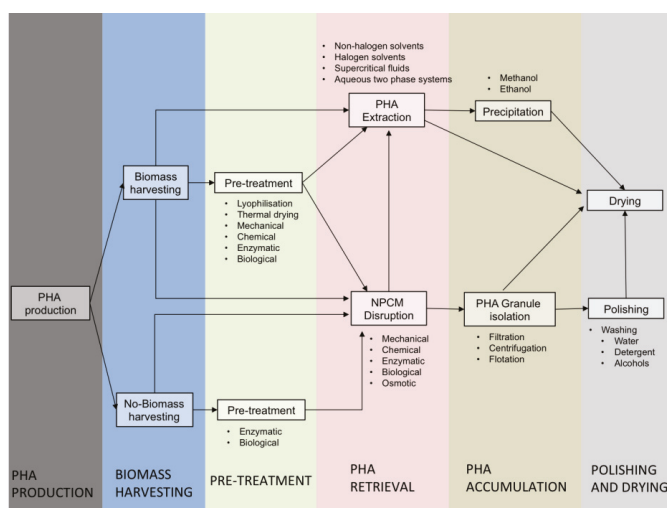 • Non-halogen solvents
• Halogen solvents
• Supercritical fluids
• Aqueous two phase systems
PHA
Extraction
• Methanol
• Ethanol
Precipitation
Biomass
harvesting
Pre-treatment
• Lyophilisation
• Thermal drying
• Mechanical
• Chemical
• Enzymatic
• Biological
Drying
PHA
production
NPCM
Disruption
• Mechanical
• Chemical
• Enzymatic
• Biological
• Osmotic
PHA Granule
isolation
• Filtration
• Centrifugation
• Flotation
Polishing
• Washing
• Water
• Detergent
• Alcohols
No-Biomass
harvesting
Pre-treatment
• Enzymatic
• Biological
PHA
PRODUCTION
BIOMASS
HARVESTING
PRE-TREATMENT
PHA
RETRIEVAL
PHA
ACCUMULATION
POLISHING
AND DRYING